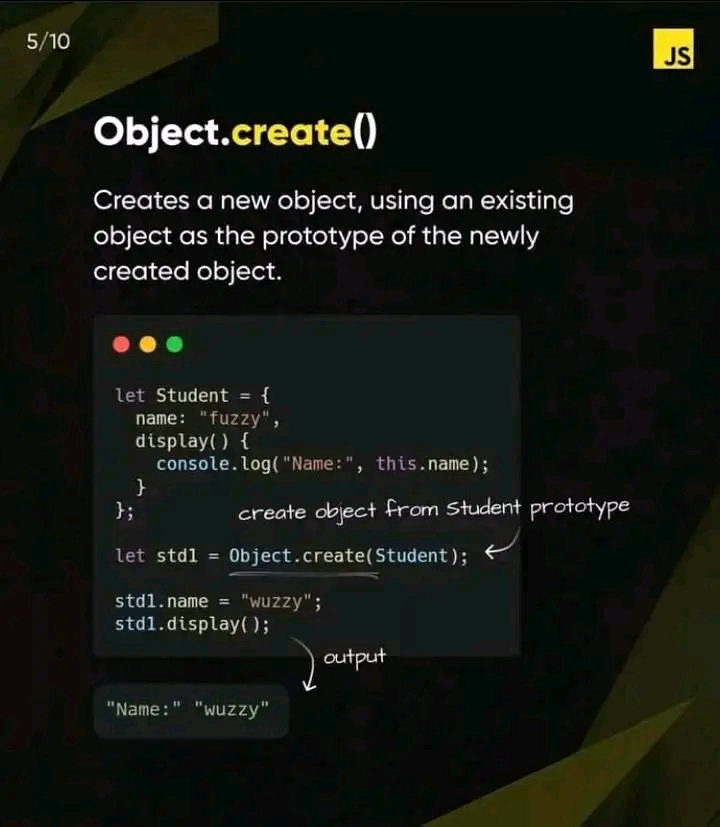 5/10
JS
Object.create()
Creates a new object, using an existing
object as the prototype of the newly
created object.
let Student = {
name: "fuzzy",
display() {
console.log("Name:", this.name);
}
};
create object from Student prototype
let std1 = Object.create(Student);
std1.name = "wuzzy";
std1.display();
output
"Name:" "wuzzy"